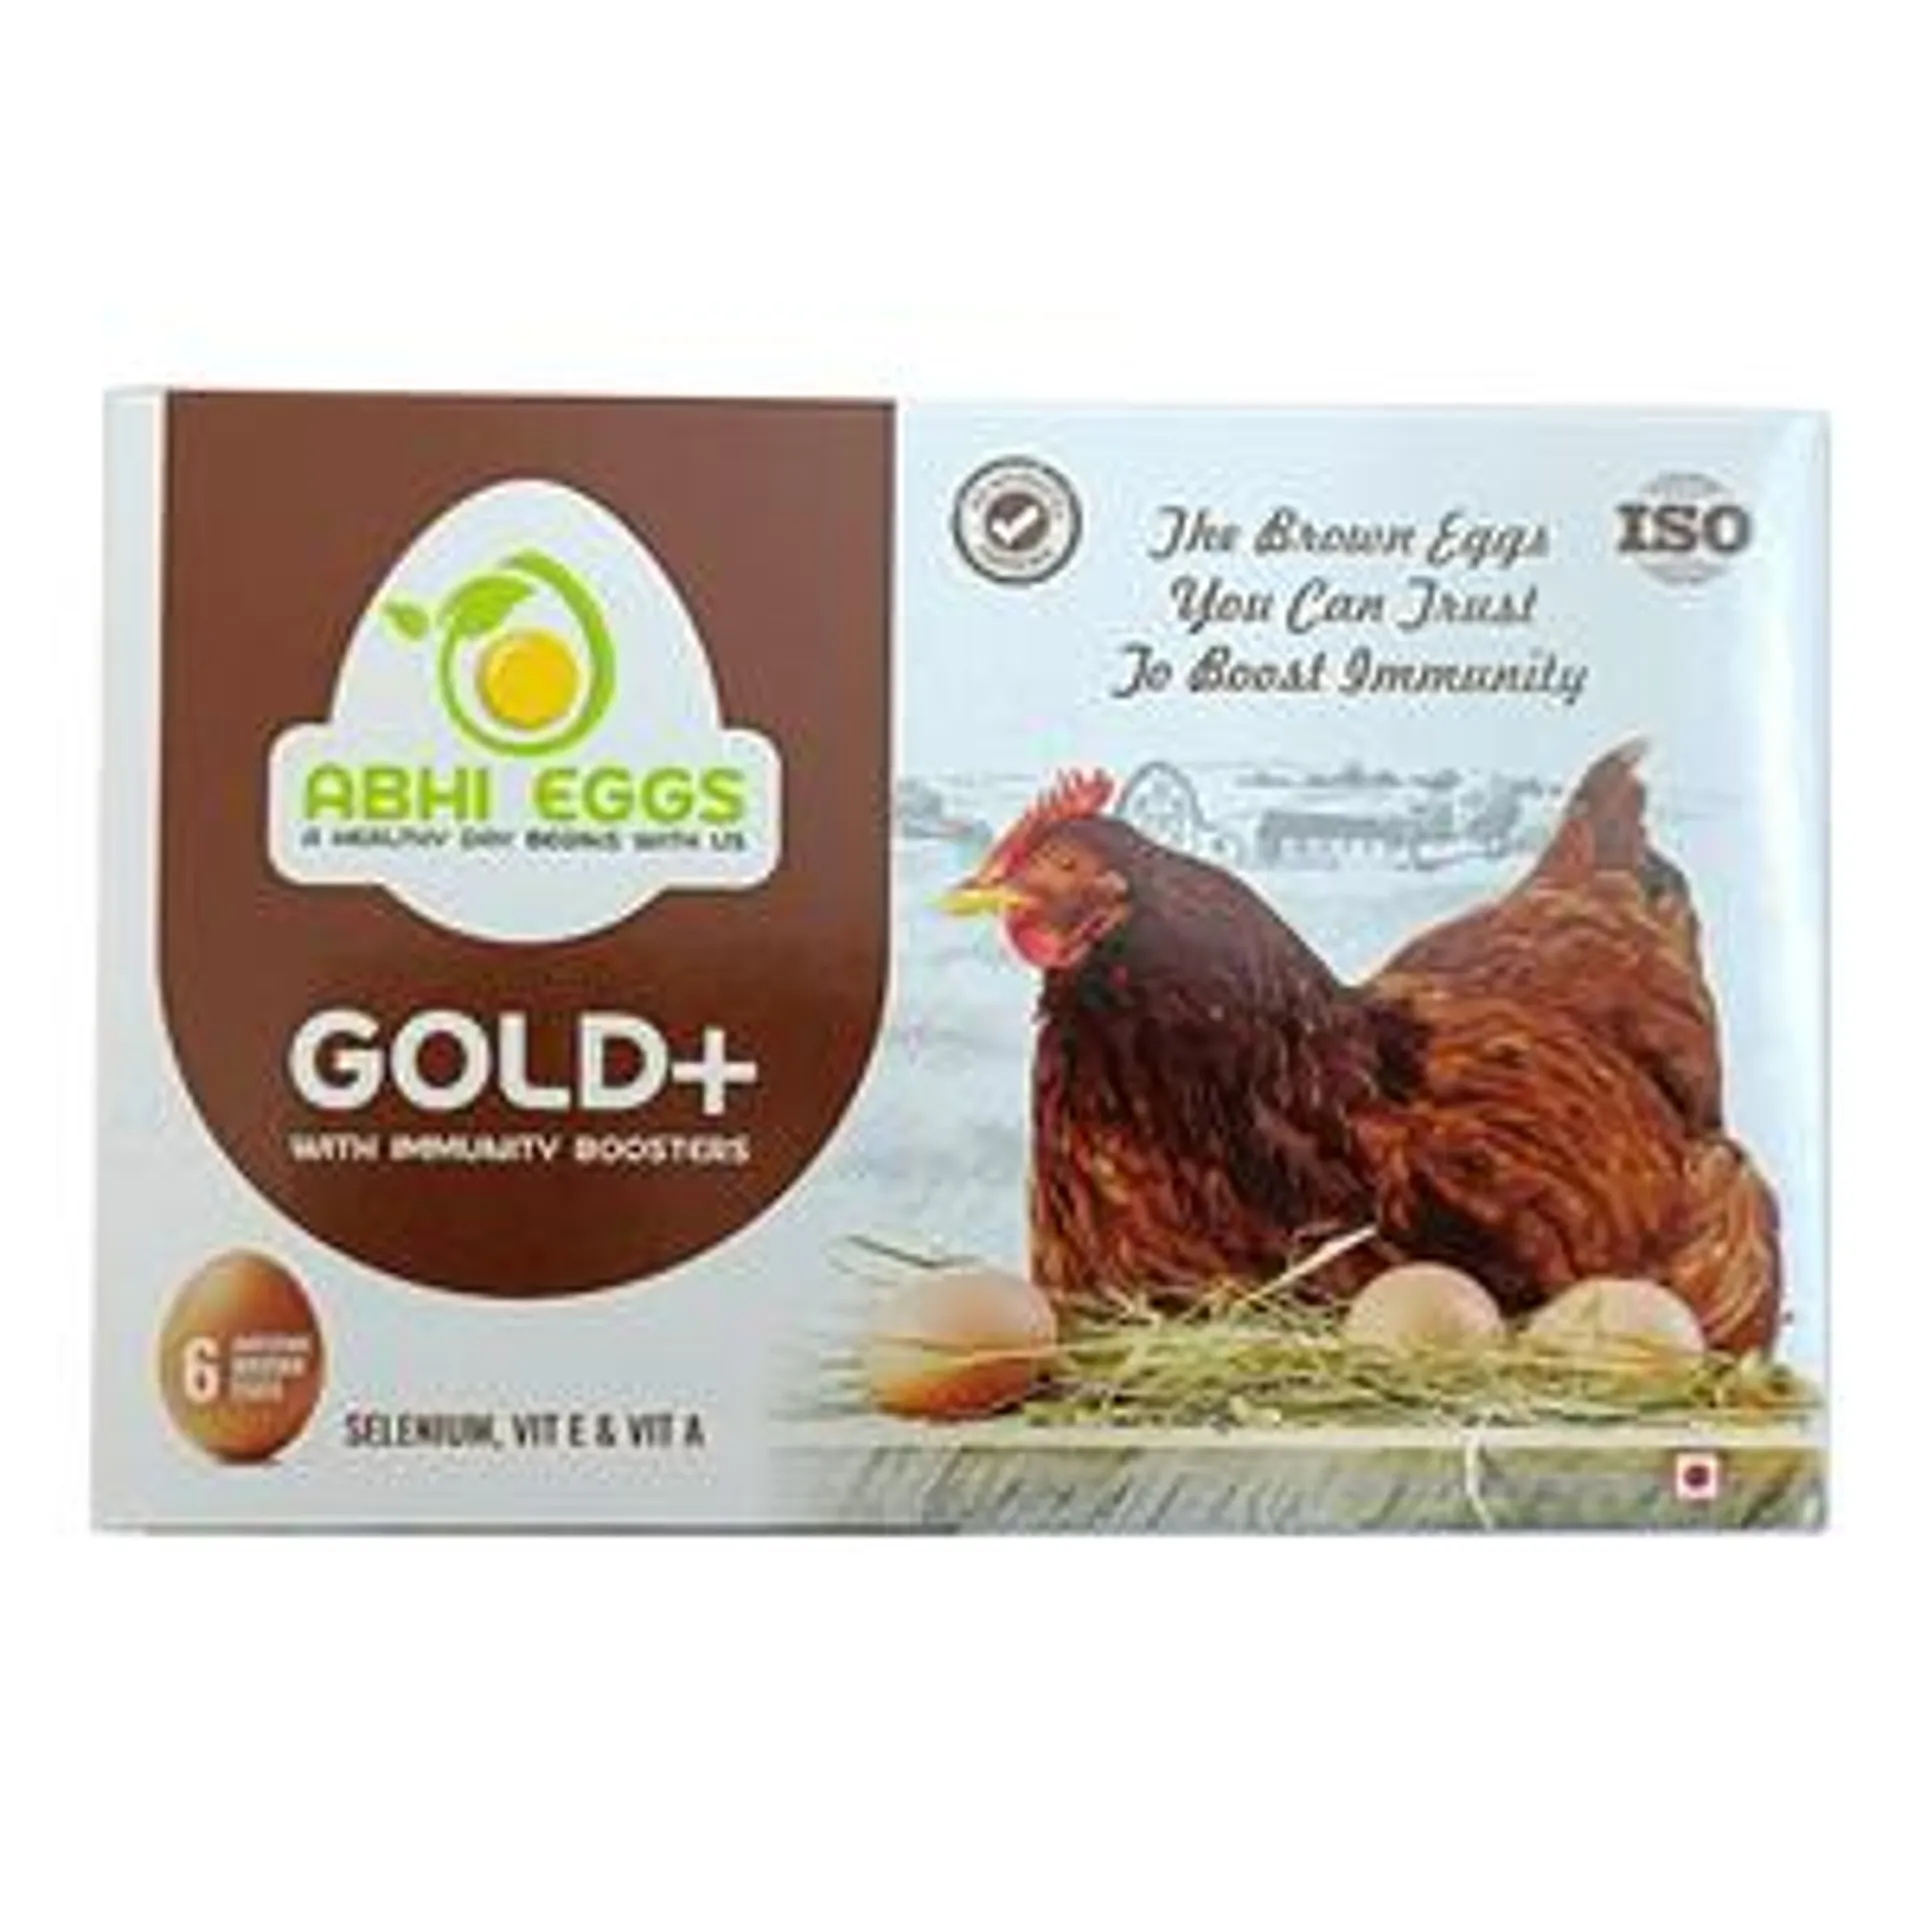 ABHI EGGS
A HEALTHY DAY BEGINS WITH US
GOLD+
WITH IMMUNITY BOOSTERS
6
SELENIUM, VIT E & VIT A
The Brown Eggs
You Can Trust
To Boost Immunity
ISO